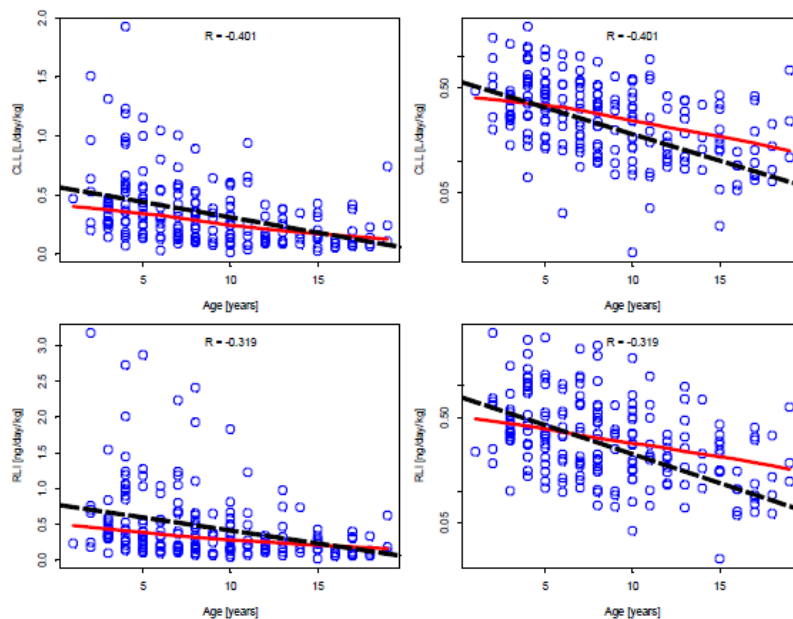 R = -0.401
CLL [L/day/kg]
2.0
1.5
1.0
0.5
0.0
5
10
15
Age [years]
R = -0.401
CLL [L/day/kg]
0.50
0.05
5
10
15
Age [years]
R = -0.319
RLI [ng/day/kg]
3.0
2.5
2.0
1.5
1.0
0.5
0.0
5
10
15
Age [years]
R = -0.319
RLI [ng/day/kg]
0.50
0.05
5
10
15
Age [years]